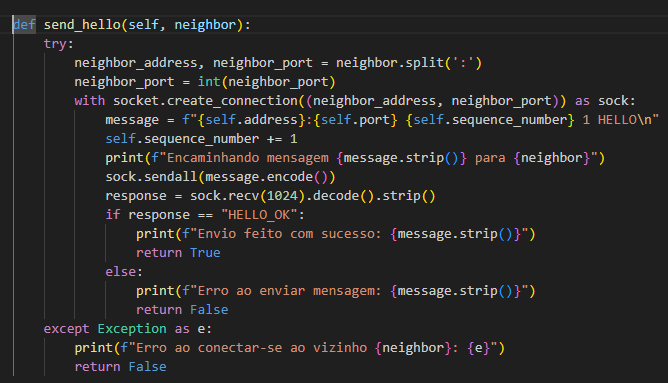 def send_hello(self, neighbor):
    try:
        neighbor_address, neighbor_port = neighbor.split(':')
        neighbor_port = int(neighbor_port)
        with socket.create_connection((neighbor_address, neighbor_port)) as sock:
            message = f"{self.address}:{self.port} {self.sequence_number} 1 HELLO\n"
            self.sequence_number += 1
            print(f"Encaminhando mensagem {message.strip()} para {neighbor}")
            sock.sendall(message.encode())
            response = sock.recv(1024).decode().strip()
            if response == "HELLO_OK":
                print(f"Envio feito com sucesso: {message.strip()}")
                return True
            else:
                print(f"Erro ao enviar mensagem: {message.strip()}")
                return False
    except Exception as e:
        print(f"Erro ao conectar-se ao vizinho {neighbor}: {e}")
        return False